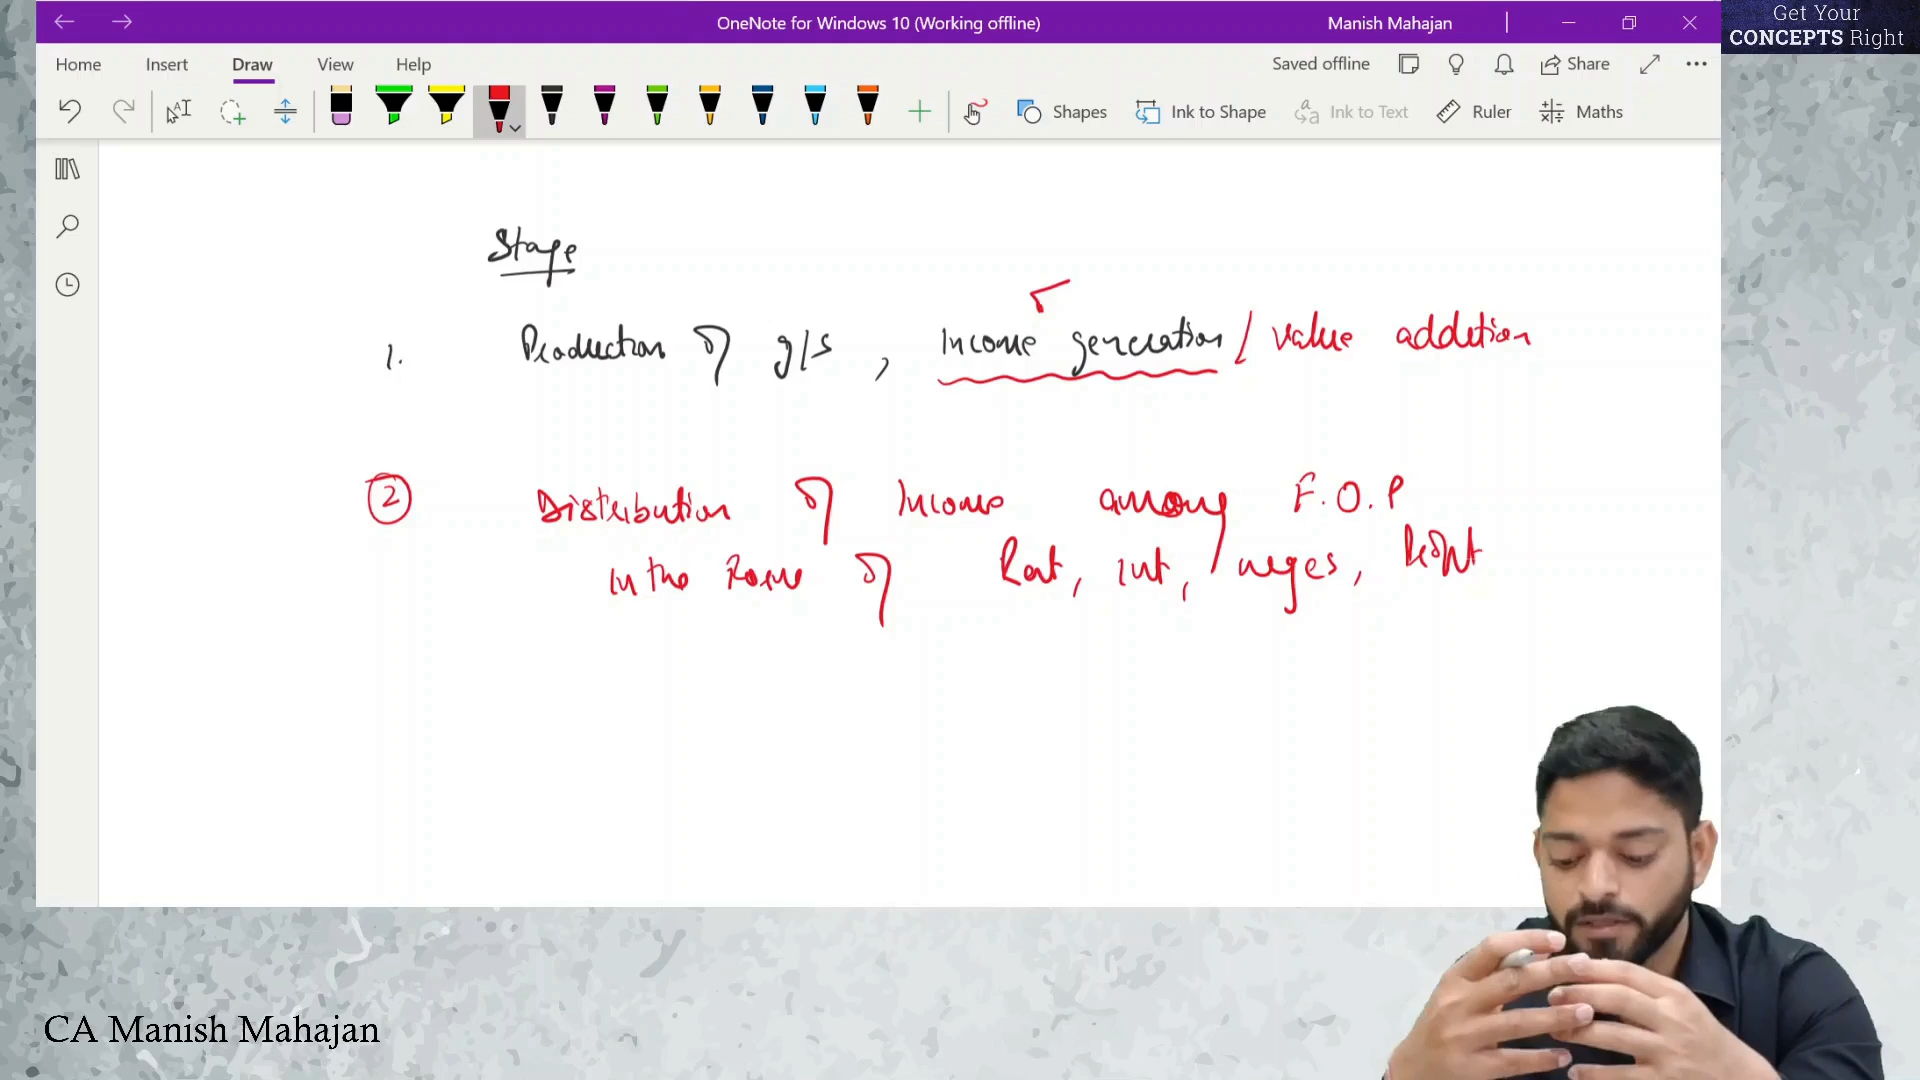 Get Your
CONCEPTS Right
OneNote for Windows 10 (Working offline)
Manish Mahajan
Home Insert Draw View Help
Saved offline Share
Shapes Ink to Shape Ink to Text Ruler Maths
Stage
1. Production of g/s , Income generation / value addition
2 Distribution of Income among F.O.P
in the Form of Rent, int, wages, Profit
CA Manish Mahajan